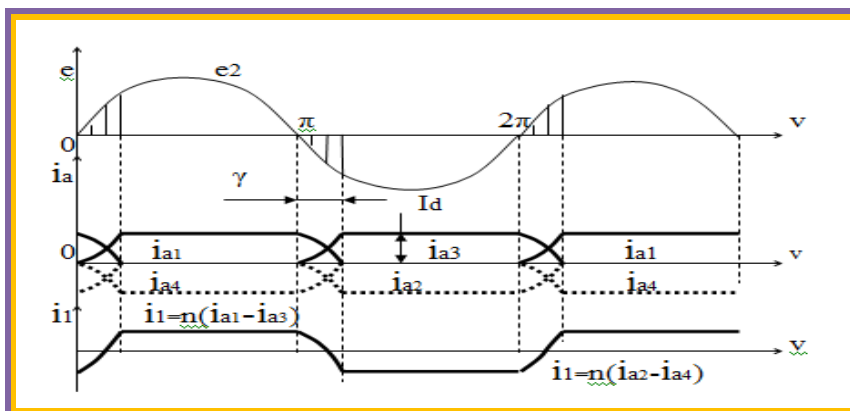 e e2
π 2π v
0
ia
γ Id
0 ia1 ia3 ia1 v
ia4 ia2 ia4
i1 i1=n(ia1-ia3)
v
i1=n(ia2-ia4)